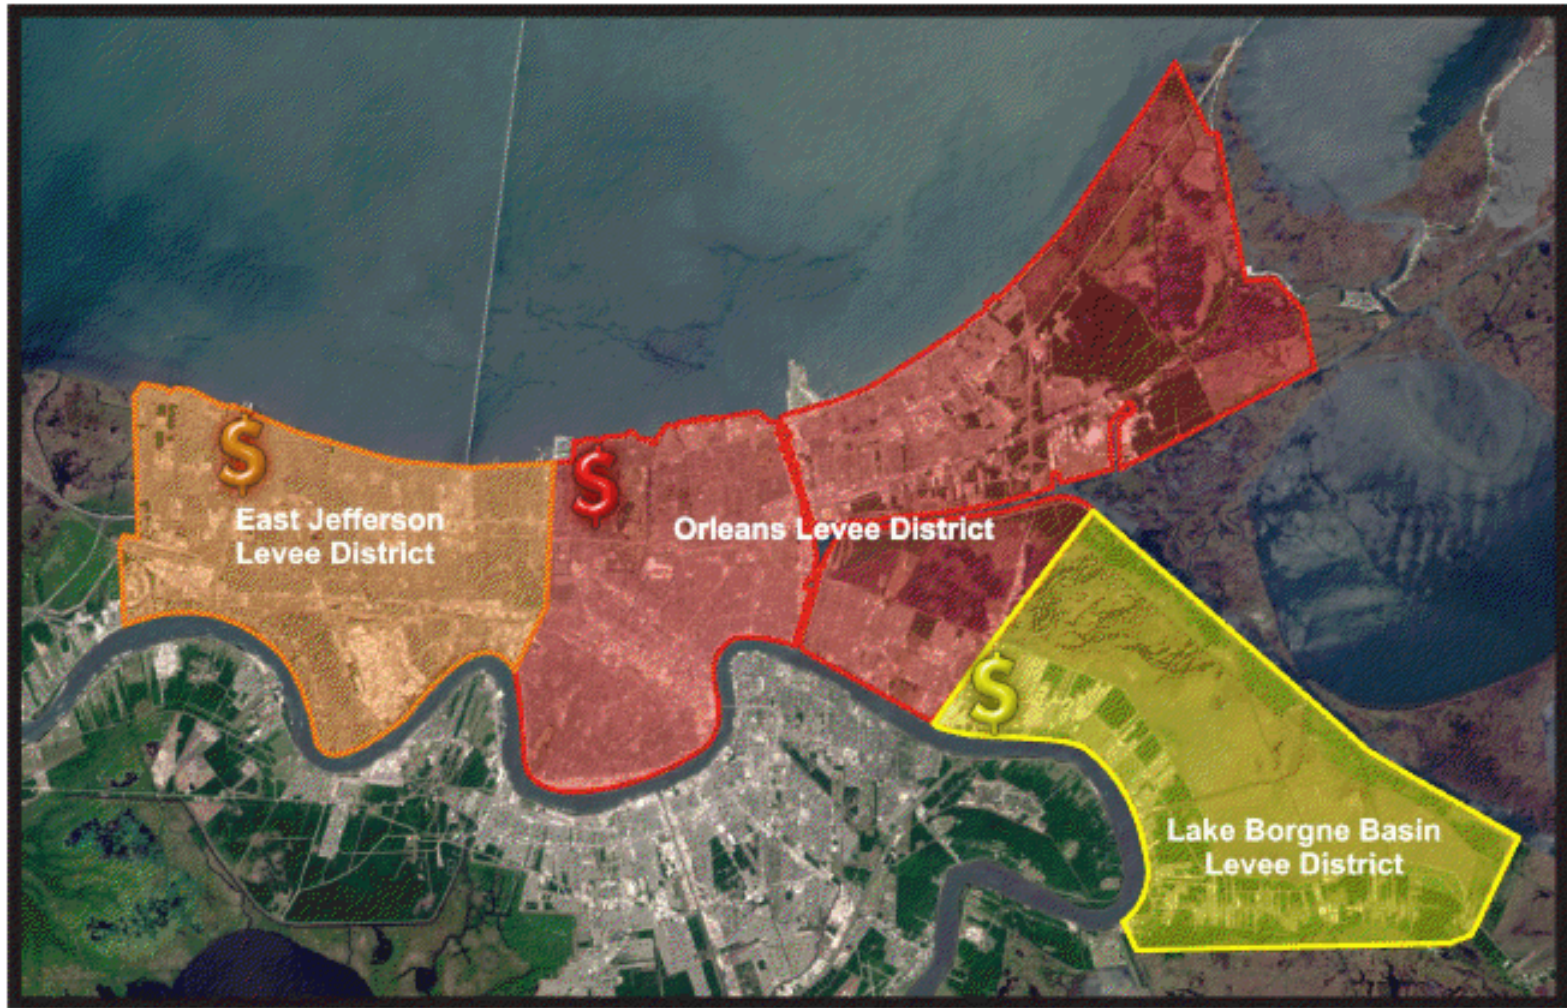 $
$
East Jefferson
Levee District
Orleans Levee District
$
Lake Borgne Basin
Levee District